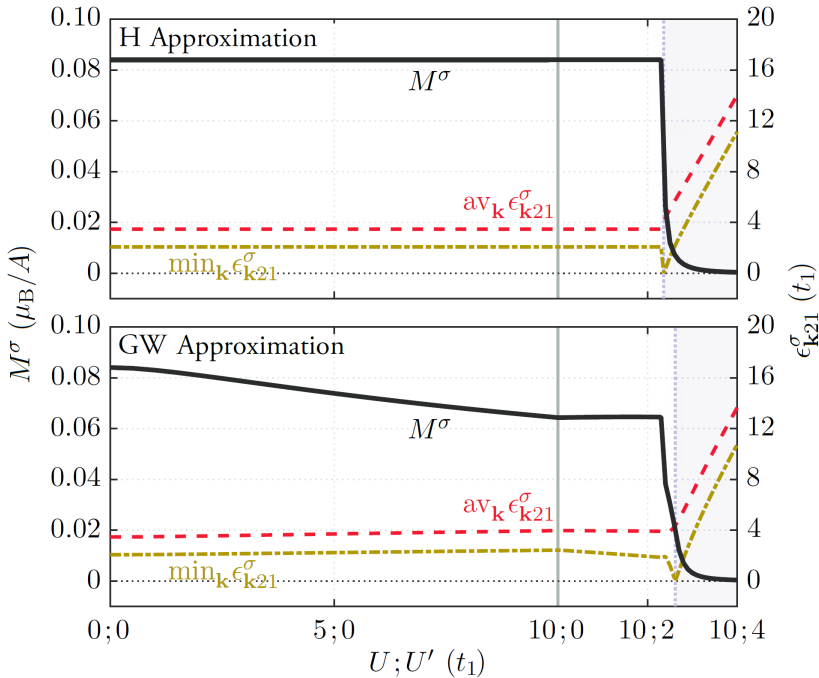 H Approximation
0.10
0.08
0.06
0.04
0.02
0
20
16
12
8
4
0
M^σ
av_k ϵ^σ_k21
min_k ϵ^σ_k21
M^σ (μ_B/A)
ϵ^σ_k21 (t_1)
GW Approximation
0.10
0.08
0.06
0.04
0.02
0
20
16
12
8
4
0
M^σ
av_k ϵ^σ_k21
min_k ϵ^σ_k21
0;0 5;0 10;0 10;2 10;4
U;U′ (t_1)